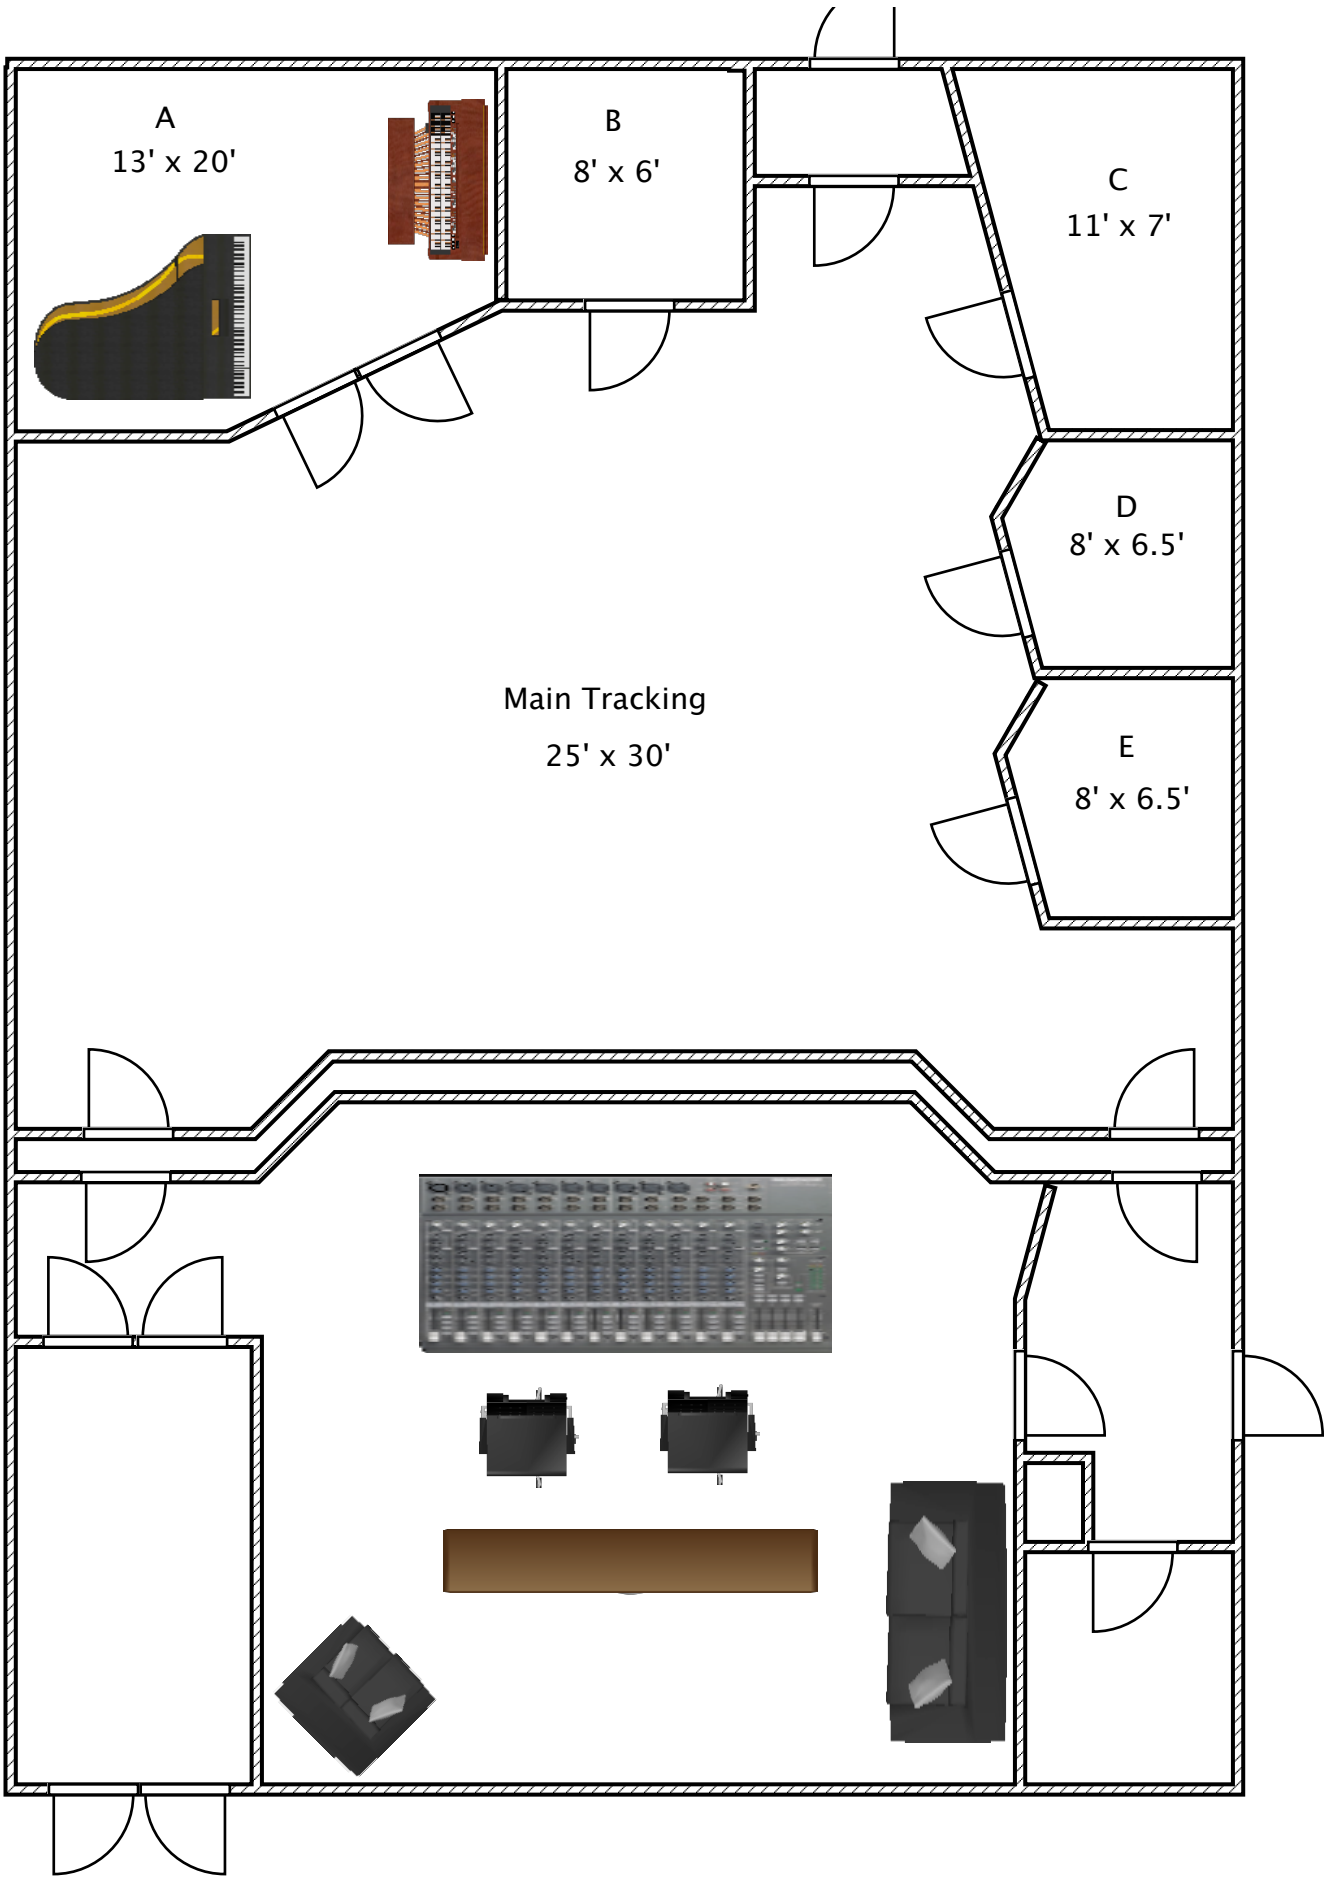 A
13' x 20'
B
8' x 6'
C
11' x 7'
D
8' x 6.5'
Main Tracking
25' x 30'
E
8' x 6.5'